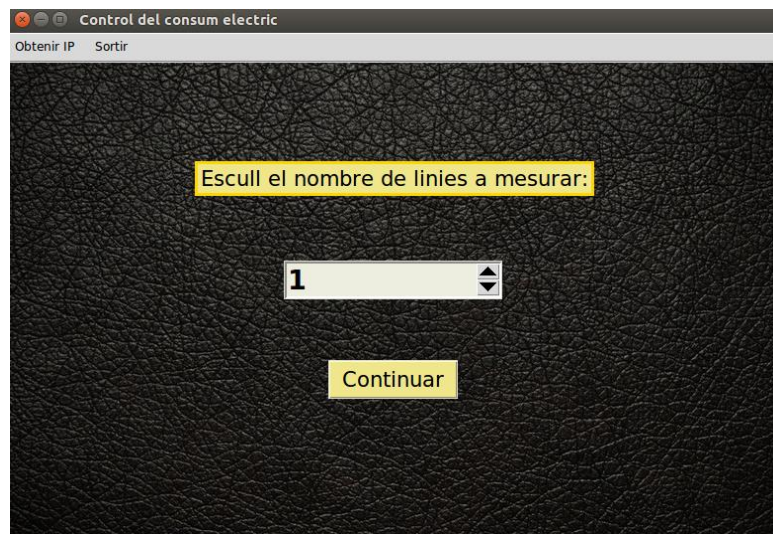 Control del consum electric
Obtenir IP Sortir
Escull el nombre de linies a mesurar:
1
Continuar